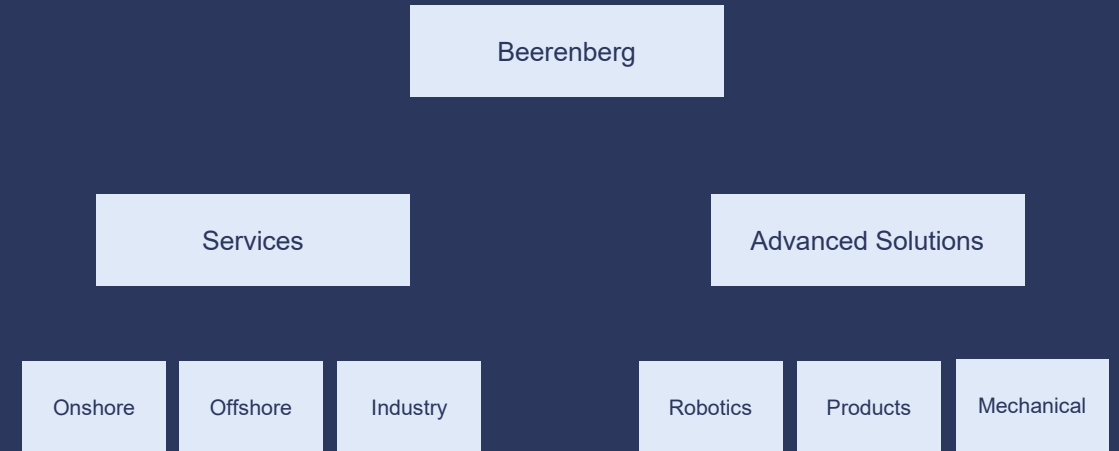 Beerenberg
Services
Advanced Solutions
Onshore
Offshore
Industry
Robotics
Products
Mechanical